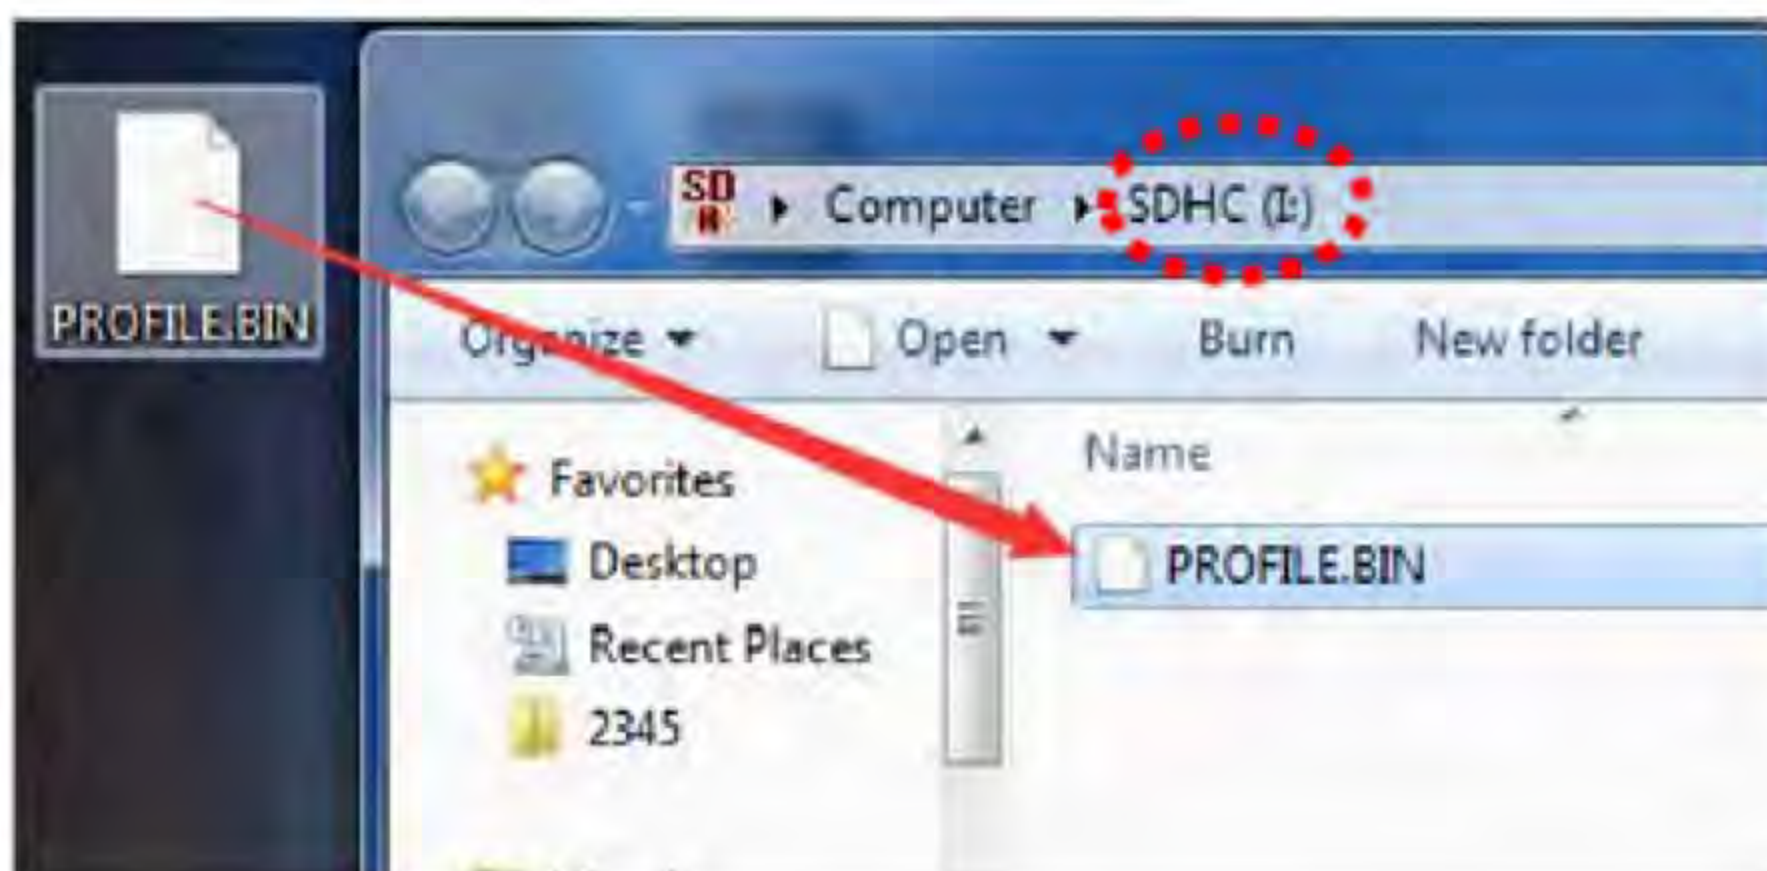 PROFILE.BIN
SD
R
Computer
SDHC (I:)
Organize
Open
Burn
New folder
Favorites
Name
Desktop
PROFILE.BIN
Recent Places
2345